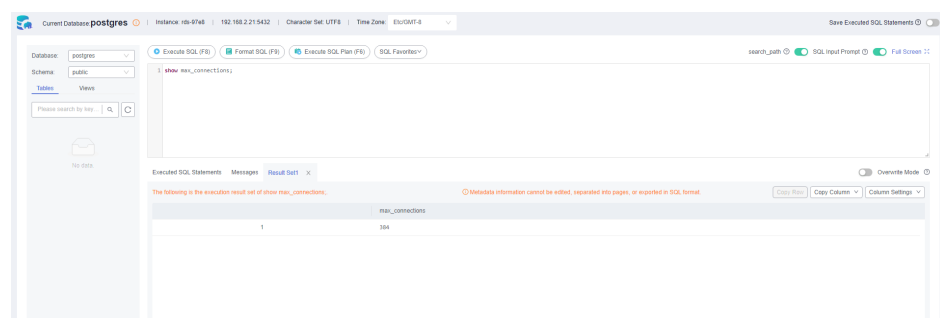 Current Database: postgres | Instance: rds-97e8 | 192.168.2.21:5432 | Character Set: UTF8 | Time Zone: Etc/GMT-8 Save Executed SQL Statements
Database: postgres
Execute SQL (F8) Format SQL (F9) Execute SQL Plan (F6) SQL Favorites
search_path SQL Input Prompt Full Screen
Schema: public
1 show max_connections;
Tables Views
Please search by key
No data
Executed SQL Statements Messages Result Set1 X Overwrite Mode
The following is the execution result set of show max_connections; Metadata information cannot be edited, separated into pages, or exported in SQL format. Copy Row Copy Column Column Settings
max_connections
1 304